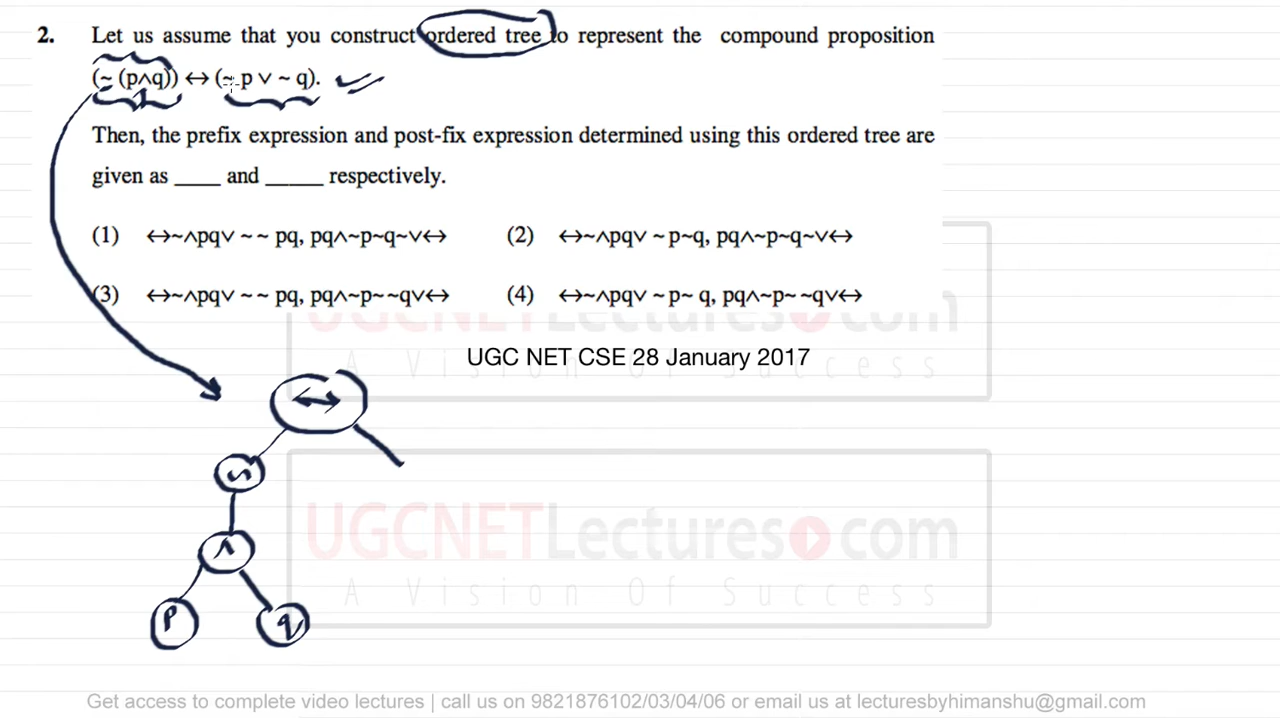 2. Let us assume that you construct ordered tree to represent the compound proposition
(~ (p∧q)) ↔ (~ p ∨ ~ q).
Then, the prefix expression and post-fix expression determined using this ordered tree are
given as ____ and _____ respectively.
(1) ↔~∧pq∨ ~ ~ pq, pq∧~p~q~∨↔ (2) ↔~∧pq∨ ~p~q, pq∧~p~q~∨↔
(3) ↔~∧pq∨ ~ ~ pq, pq∧~p~ ~q∨↔ (4) ↔~∧pq∨ ~p~ q, pq∧~p~ ~q∨↔
UGCNETLectures.com
A Vision Of Success
UGC NET CSE 28 January 2017
↔
~
∧
p q
UGCNETLectures.com
A Vision Of Success
Get access to complete video lectures | call us on 9821876102/03/04/06 or email us at lecturesbyhimanshu@gmail.com